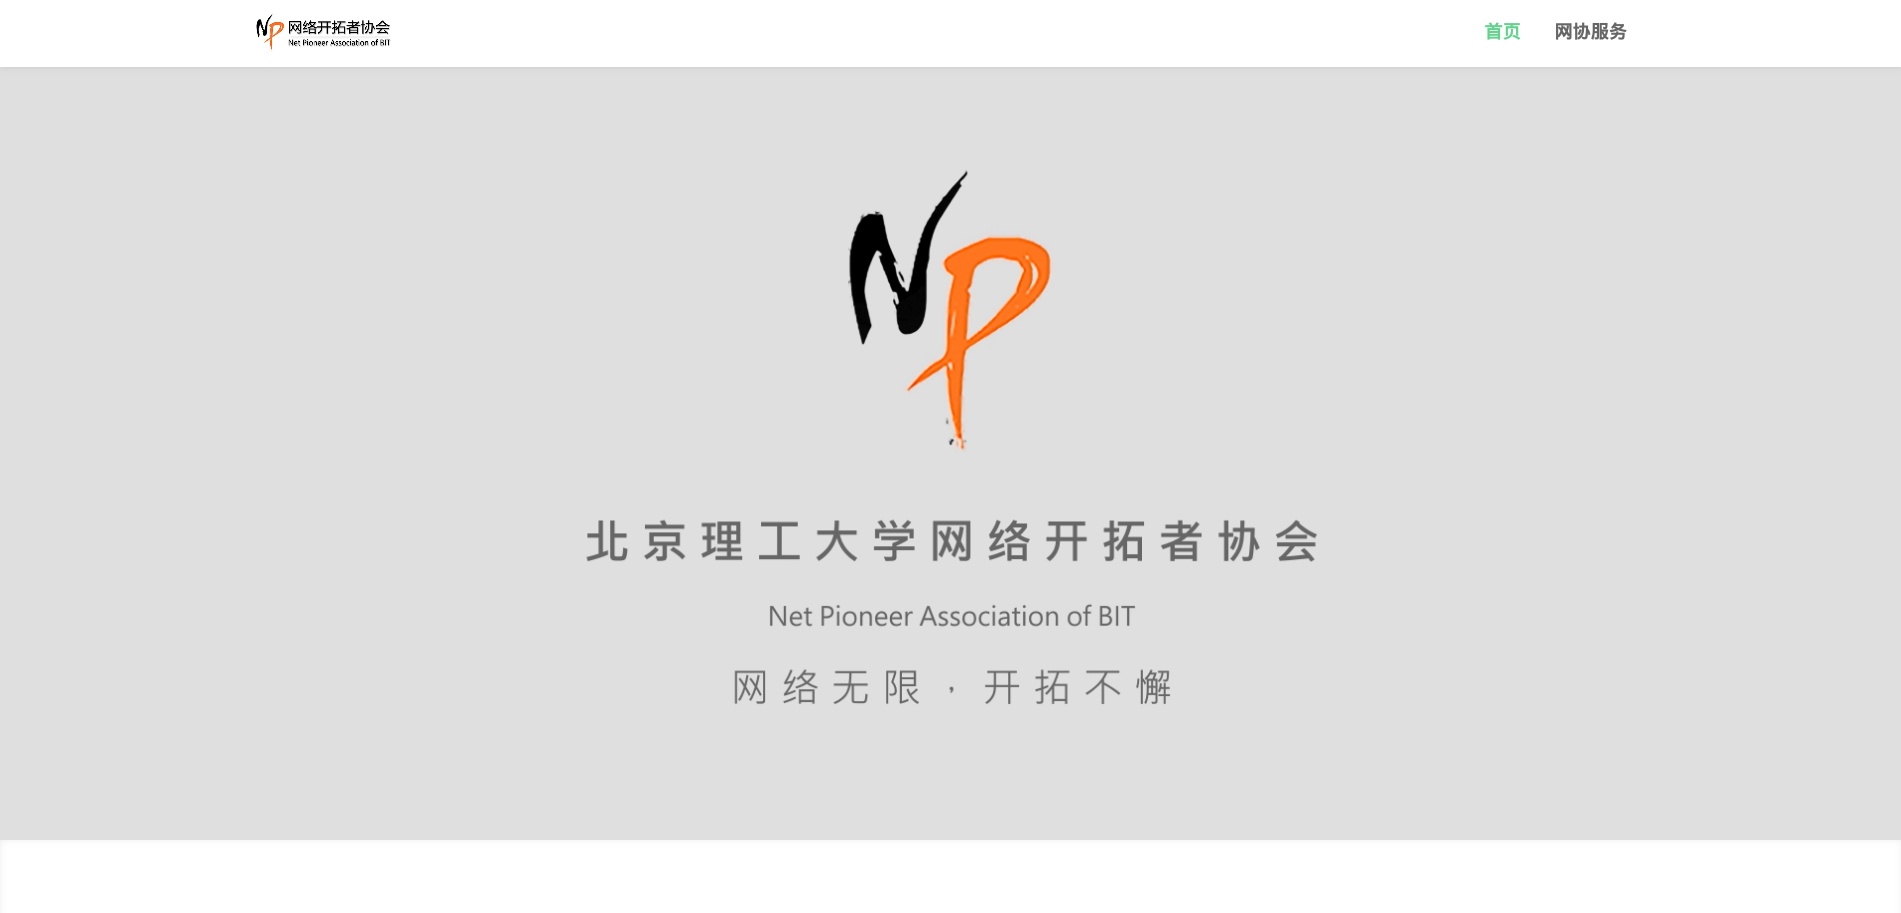 NP 网络开拓者协会
Net Pioneer Association of BIT
首页 网协服务
NP
北京理工大学网络开拓者协会
Net Pioneer Association of BIT
网络无限，开拓不懈